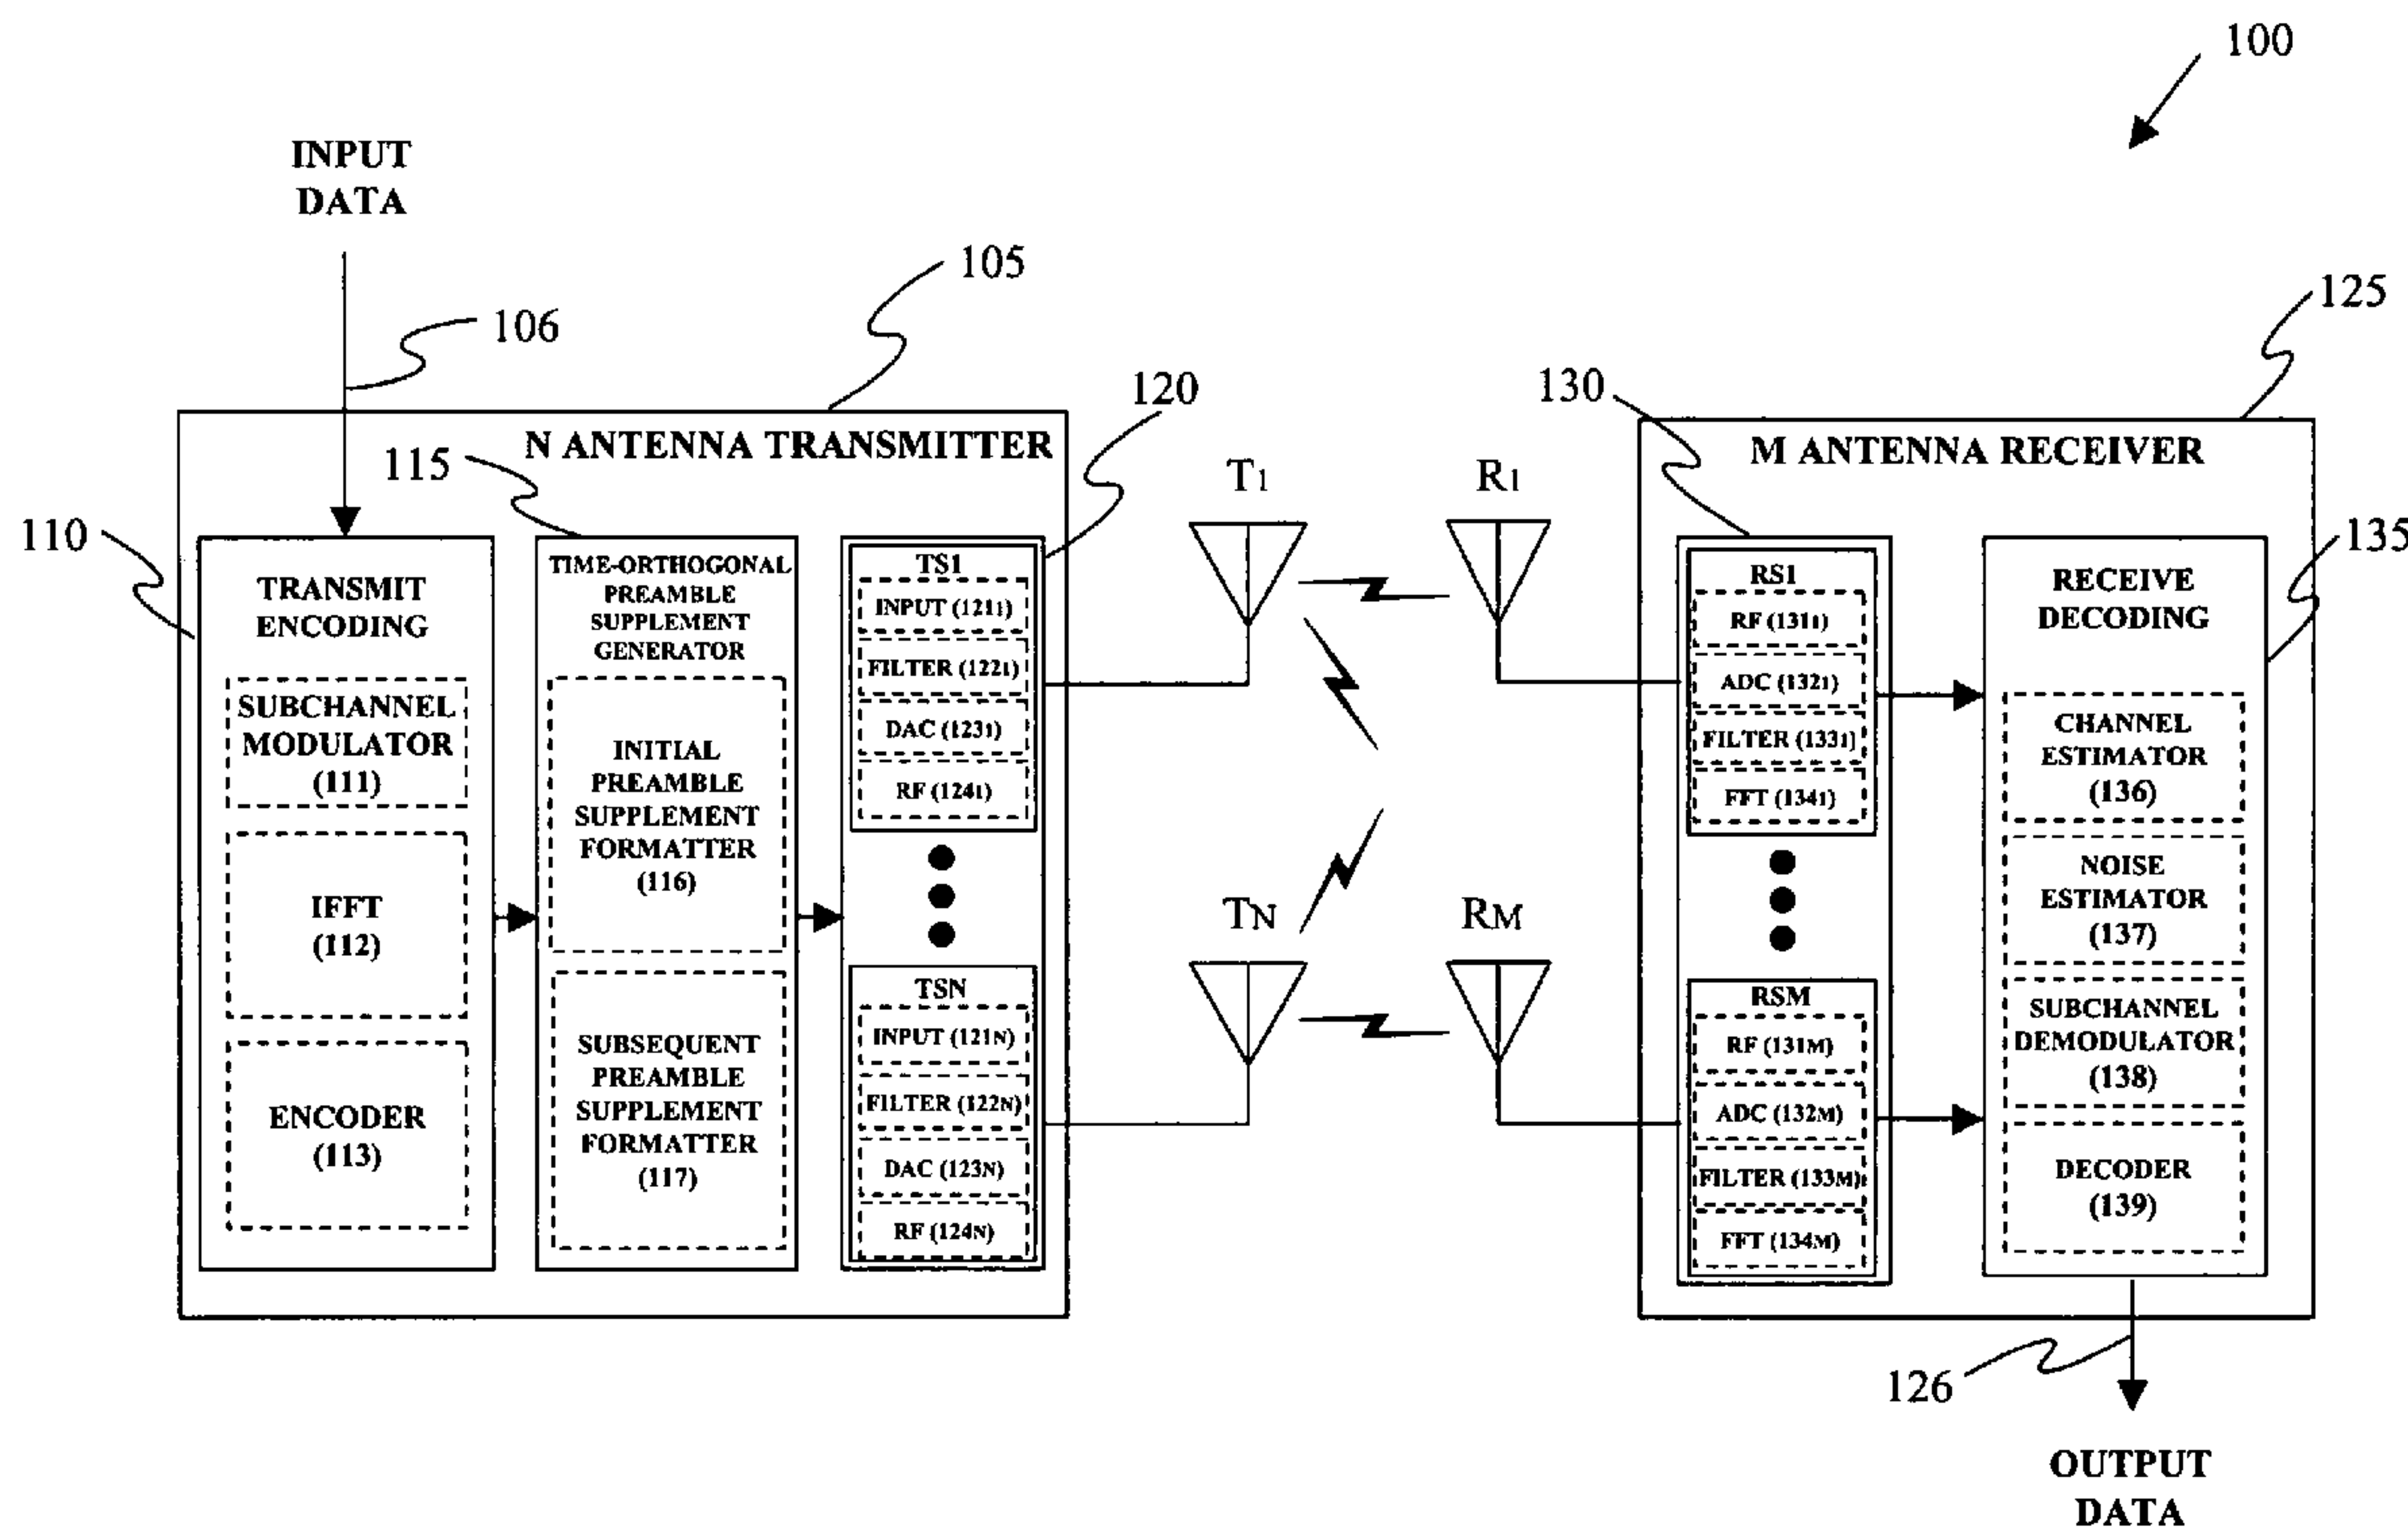 100
INPUT
DATA
106
105
120
115
110
N ANTENNA TRANSMITTER
TRANSMIT
ENCODING
SUBCHANNEL
MODULATOR
(111)
IFFT
(112)
ENCODER
(113)
TIME-ORTHOGONAL
PREAMBLE
SUPPLEMENT
GENERATOR
INITIAL
PREAMBLE
SUPPLEMENT
FORMATTER
(116)
SUBSEQUENT
PREAMBLE
SUPPLEMENT
FORMATTER
(117)
TS1
INPUT (1211)
FILTER (1221)
DAC (1231)
RF (1241)
TSN
INPUT (121N)
FILTER (122N)
DAC (123N)
RF (124N)
T1
R1
TN
RM
125
130
135
M ANTENNA RECEIVER
RS1
RF (1311)
ADC (1321)
FILTER (1331)
FFT (1341)
RSM
RF (131M)
ADC (132M)
FILTER (133M)
FFT (134M)
RECEIVE
DECODING
CHANNEL
ESTIMATOR
(136)
NOISE
ESTIMATOR
(137)
SUBCHANNEL
DEMODULATOR
(138)
DECODER
(139)
126
OUTPUT
DATA